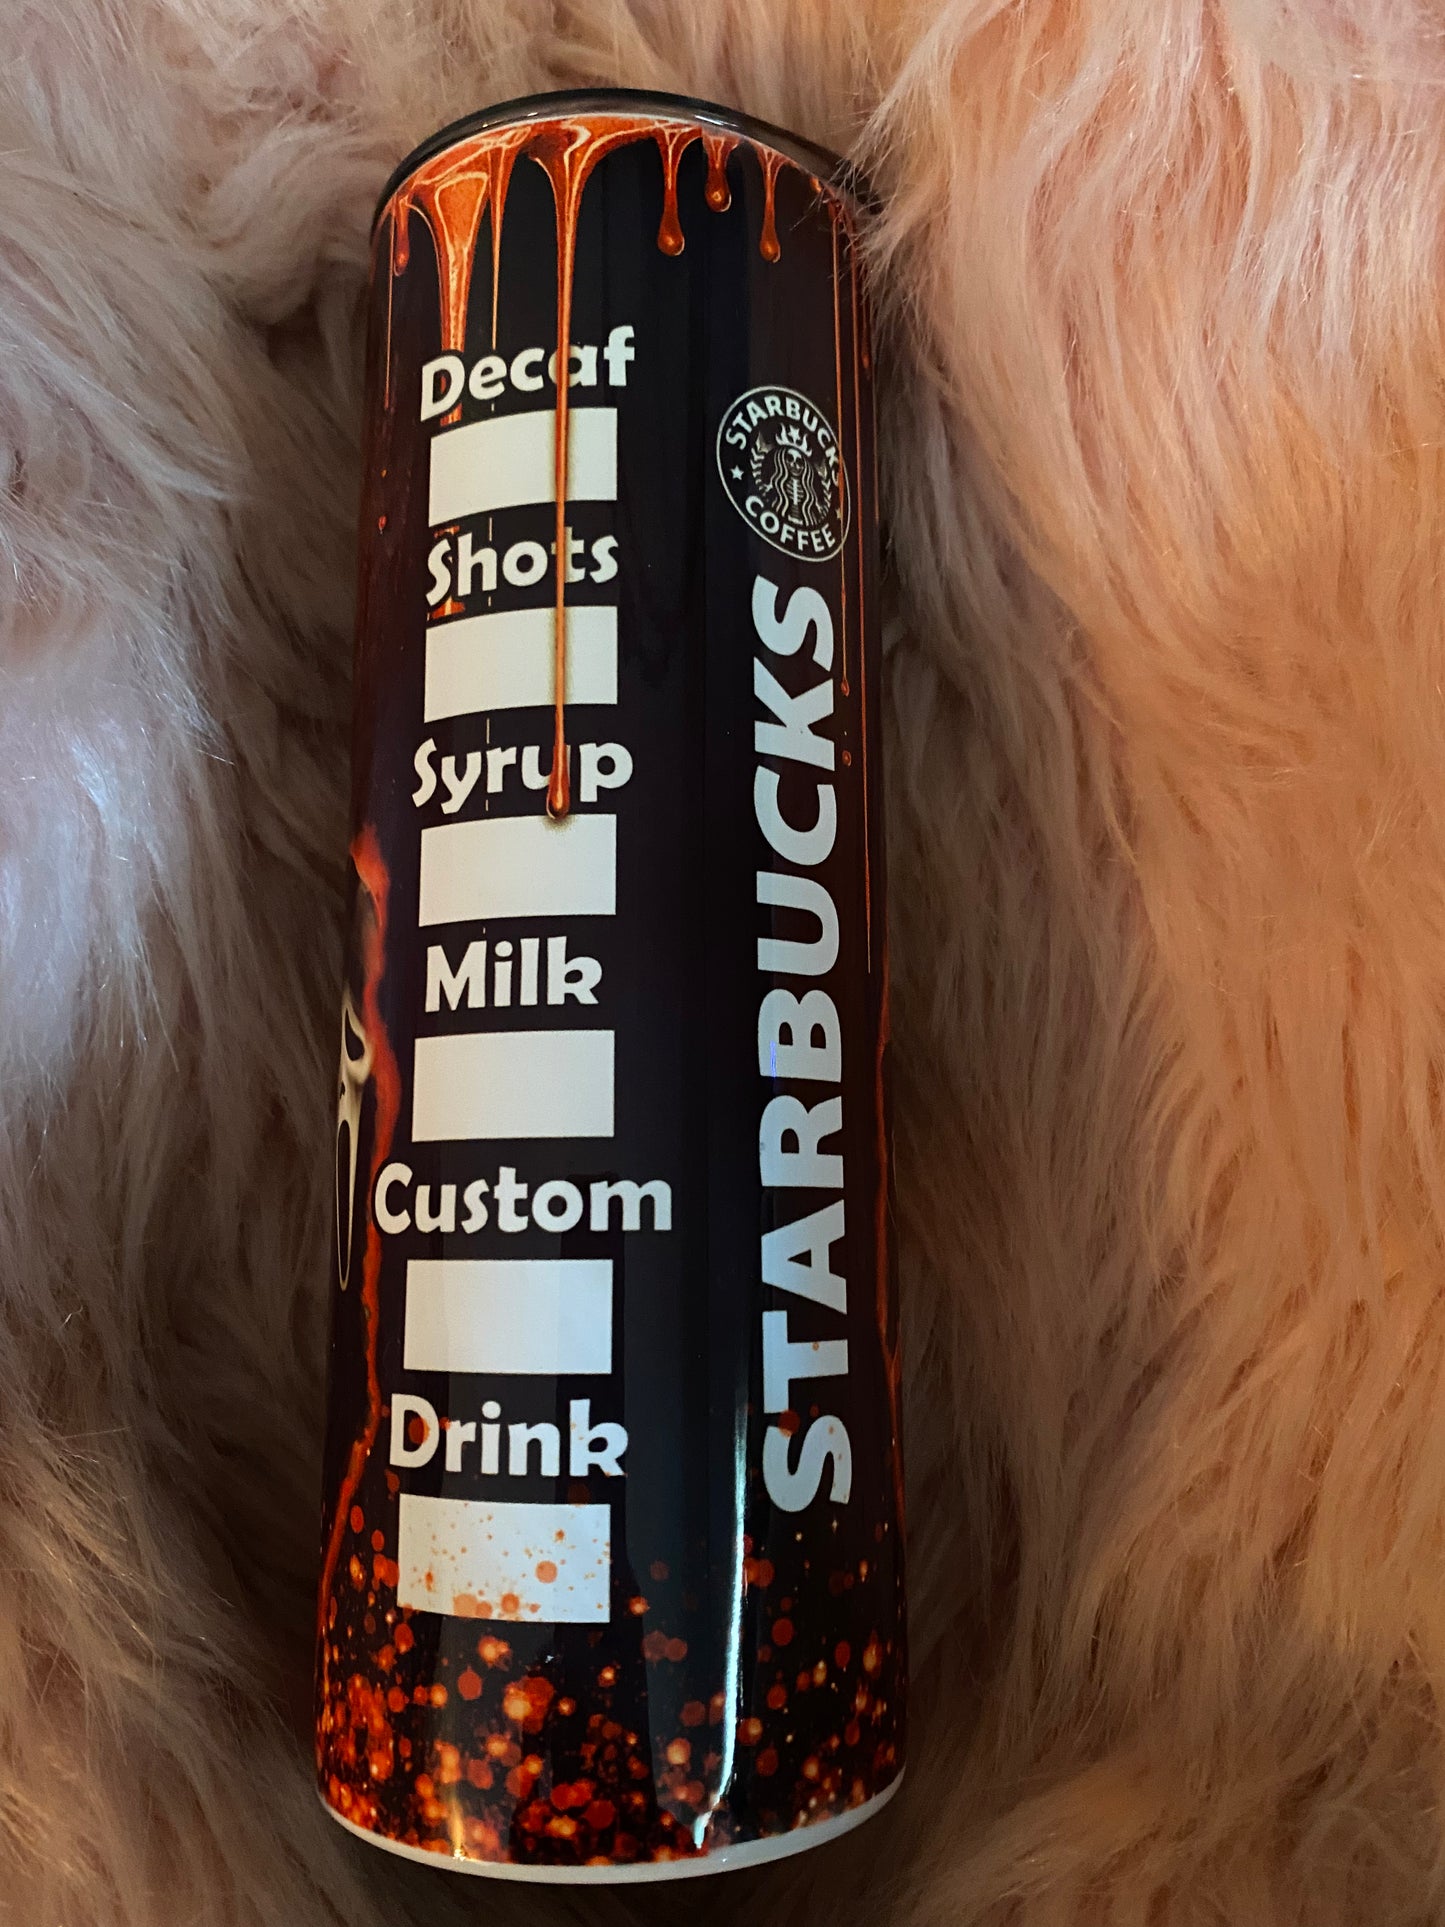 Decaf
Shots
Syrup
Milk
Custom
Drink
STARBUCKS
COFFEE
STARBUCKS